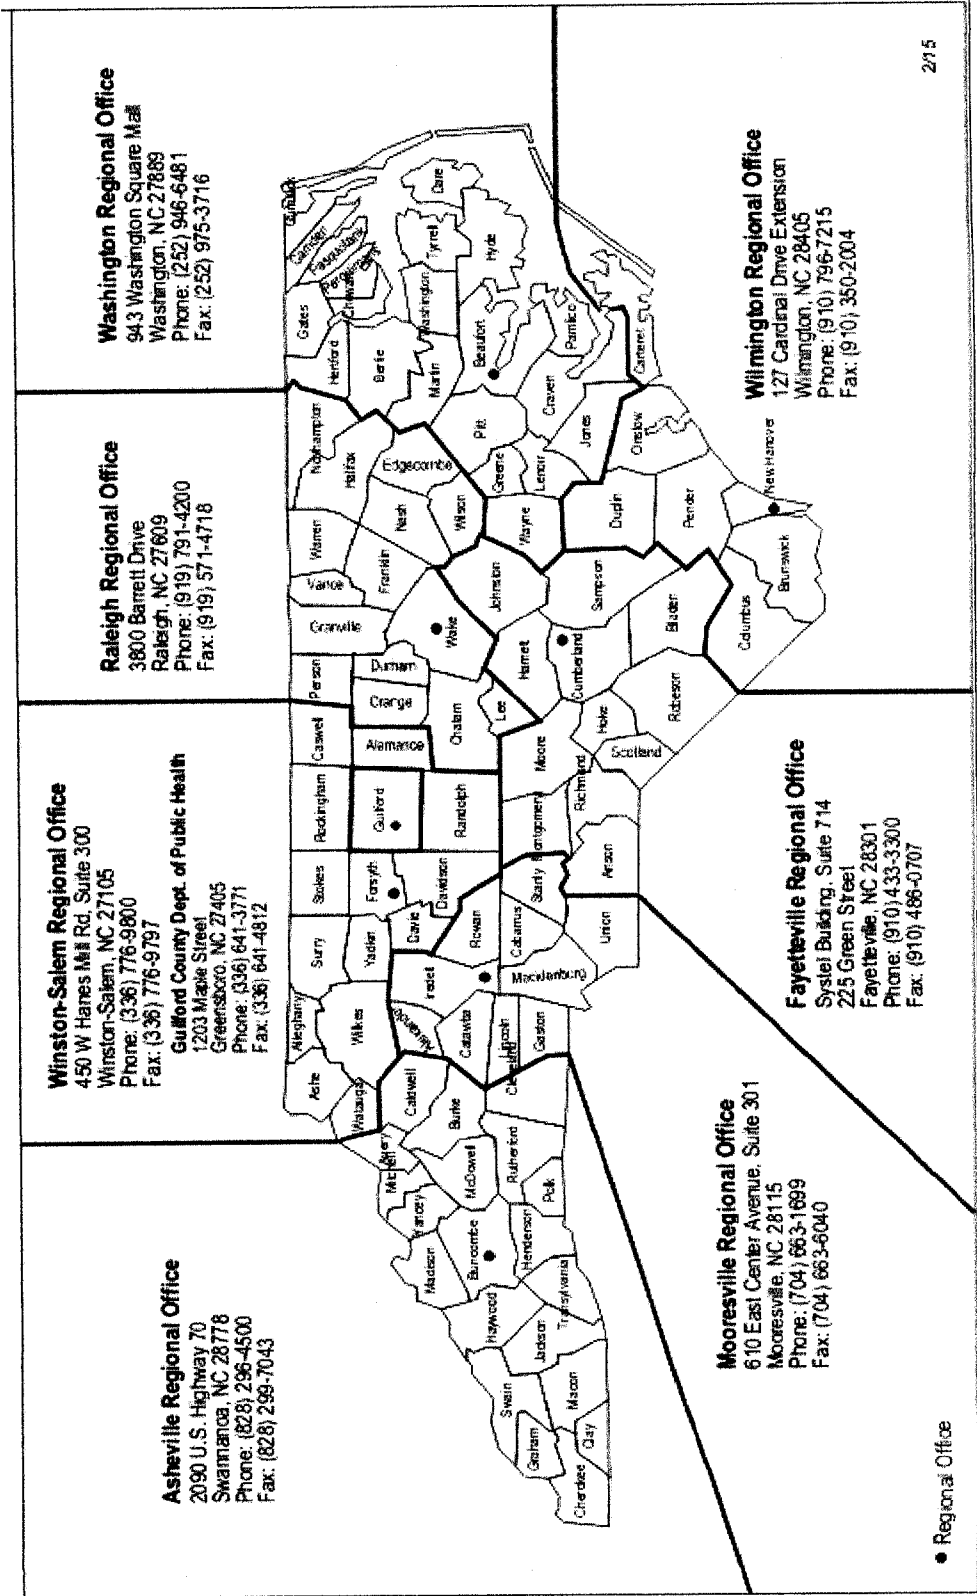 Asheville Regional Office
2090 U.S. Highway 70
Swannanoa, NC 28778
Phone: (828) 296-4500
Fax: (828) 299-7043
Winston-Salem Regional Office
450 W Hanes Mill Rd, Suite 300
Winston-Salem, NC 27105
Phone: (336) 776-9800
Fax: (336) 776-9797
Guilford County Dept. of Public Health
1203 Maple Street
Greensboro, NC 27405
Phone: (336) 641-3771
Fax: (336) 641-4812
Raleigh Regional Office
3800 Barrett Drive
Raleigh, NC 27609
Phone: (919) 791-4200
Fax: (919) 571-4718
Washington Regional Office
943 Washington Square Mall
Washington, NC 27889
Phone: (252) 946-6481
Fax: (252) 975-3716
Cherokee
Graham
Clay
Swain
Macon
Jackson
Haywood
Transylvania
Madison
Buncombe
Henderson
Yancey
Mitchell
Avery
McDowell
Rutherford
Polk
Burke
Caldwell
Cleveland
Watauga
Ashe
Alleghany
Wilkes
Surry
Yadkin
Stokes
Forsyth
Davie
Davidson
Rockingham
Guilford
Randolph
Caswell
Alamance
Alexander
Iredell
Catawba
Lincoln
Gaston
Rowan
Cabarrus
Mecklenburg
Stanly
Union
Person
Orange
Durham
Chatam
Lee
Granville
Vance
Warren
Franklin
Wake
Nash
Wilson
Northampton
Halifax
Edgecombe
Johnston
Harnet
Moore
Montgomery
Richmond
Anson
Scotland
Hoke
Cumberland
Sampson
Robeson
Bladen
Hertford
Gates
Bertie
Martin
Camden
Pasquotank
Washington
Tyrrell
Dare
Hyde
Beaufort
Pitt
Greene
Lenoir
Wayne
Craven
Pamlico
Jones
Carteret
Onslow
Duplin
Pender
New Hanover
Brunswick
Columbus
Mooresville Regional Office
610 East Center Avenue, Suite 301
Mooresville, NC 28115
Phone: (704) 663-1699
Fax: (704) 663-6040
Fayetteville Regional Office
Systel Building, Suite 714
225 Green Street
Fayetteville, NC 28301
Phone: (910) 433-3300
Fax: (910) 486-0707
Wilmington Regional Office
127 Cardinal Drive Extension
Wilmington, NC 28405
Phone: (910) 796-7215
Fax: (910) 350-2004
Regional Office
2/15